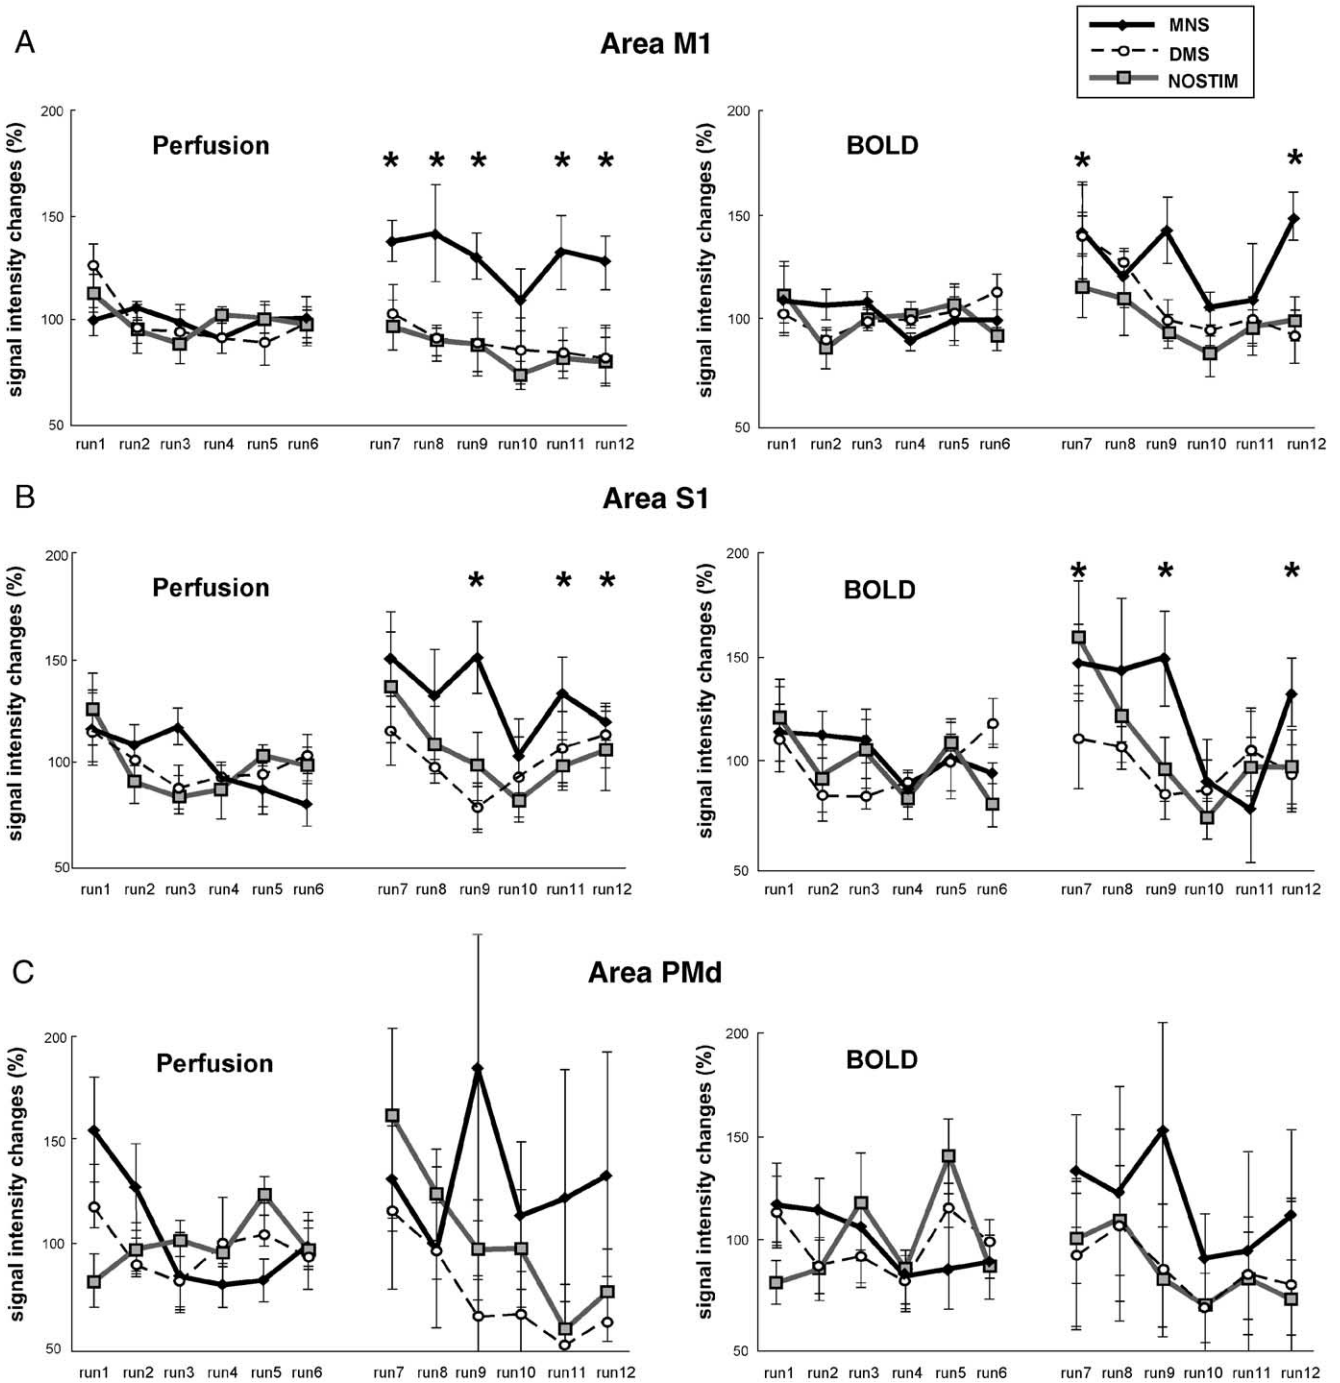 A
Area M1
MNS
DMS
NOSTIM
signal intensity changes (%)
200
150
100
50
Perfusion
* * * * *
run1 run2 run3 run4 run5 run6 run7 run8 run9 run10 run11 run12
signal intensity changes (%)
200
150
100
50
BOLD
* *
run1 run2 run3 run4 run5 run6 run7 run8 run9 run10 run11 run12
B
Area S1
signal intensity changes (%)
200
150
100
50
Perfusion
* * *
run1 run2 run3 run4 run5 run6 run7 run8 run9 run10 run11 run12
signal intensity changes (%)
200
150
100
50
BOLD
* * *
run1 run2 run3 run4 run5 run6 run7 run8 run9 run10 run11 run12
C
Area PMd
signal intensity changes (%)
200
150
100
50
Perfusion
run1 run2 run3 run4 run5 run6 run7 run8 run9 run10 run11 run12
signal intensity changes (%)
200
150
100
50
BOLD
run1 run2 run3 run4 run5 run6 run7 run8 run9 run10 run11 run12